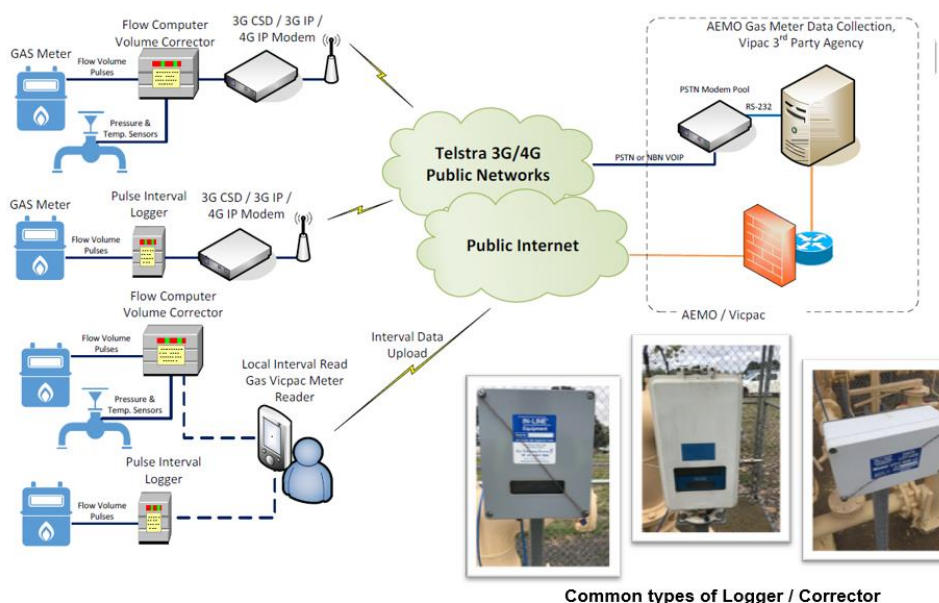 Flow Computer
Volume Corrector
3G CSD / 3G IP /
4G IP Modem
GAS Meter
Flow Volume
Pulses
Pressure &
Temp. Sensors
AEMO Gas Meter Data Collection,
Vipac 3rd Party Agency
PSTN Modem Pool
RS-232
PSTN or NBN VOIP
Telstra 3G/4G
Public Networks
Public Internet
GAS Meter
Pulse Interval
Logger
3G CSD / 3G IP /
4G IP Modem
Flow Volume
Pulses
Flow Computer
Volume Corrector
Flow Volume
Pulses
Pressure &
Temp. Sensors
Local Interval Read
Gas Vicpac Meter
Reader
Interval Data
Upload
Pulse Interval
Logger
Flow Volume
Pulses
AEMO / Vicpac
IN-LINE
Equipment
Common types of Logger / Corrector